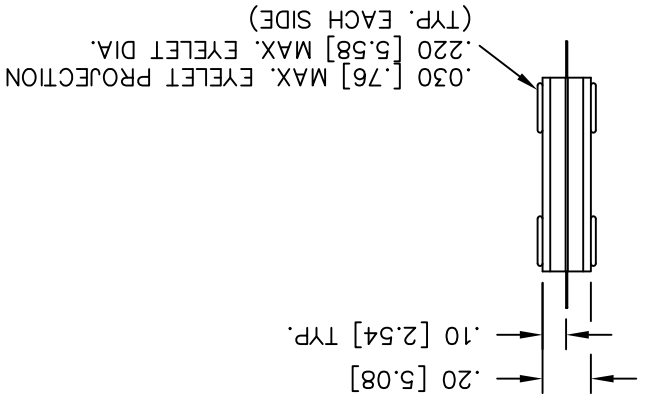 .030 [.76] MAX. EYELET PROJECTION
.220 [5.58] MAX. EYELET DIA.
(TYP. EACH SIDE)
.20 [5.08]
.10 [2.54] TYP.